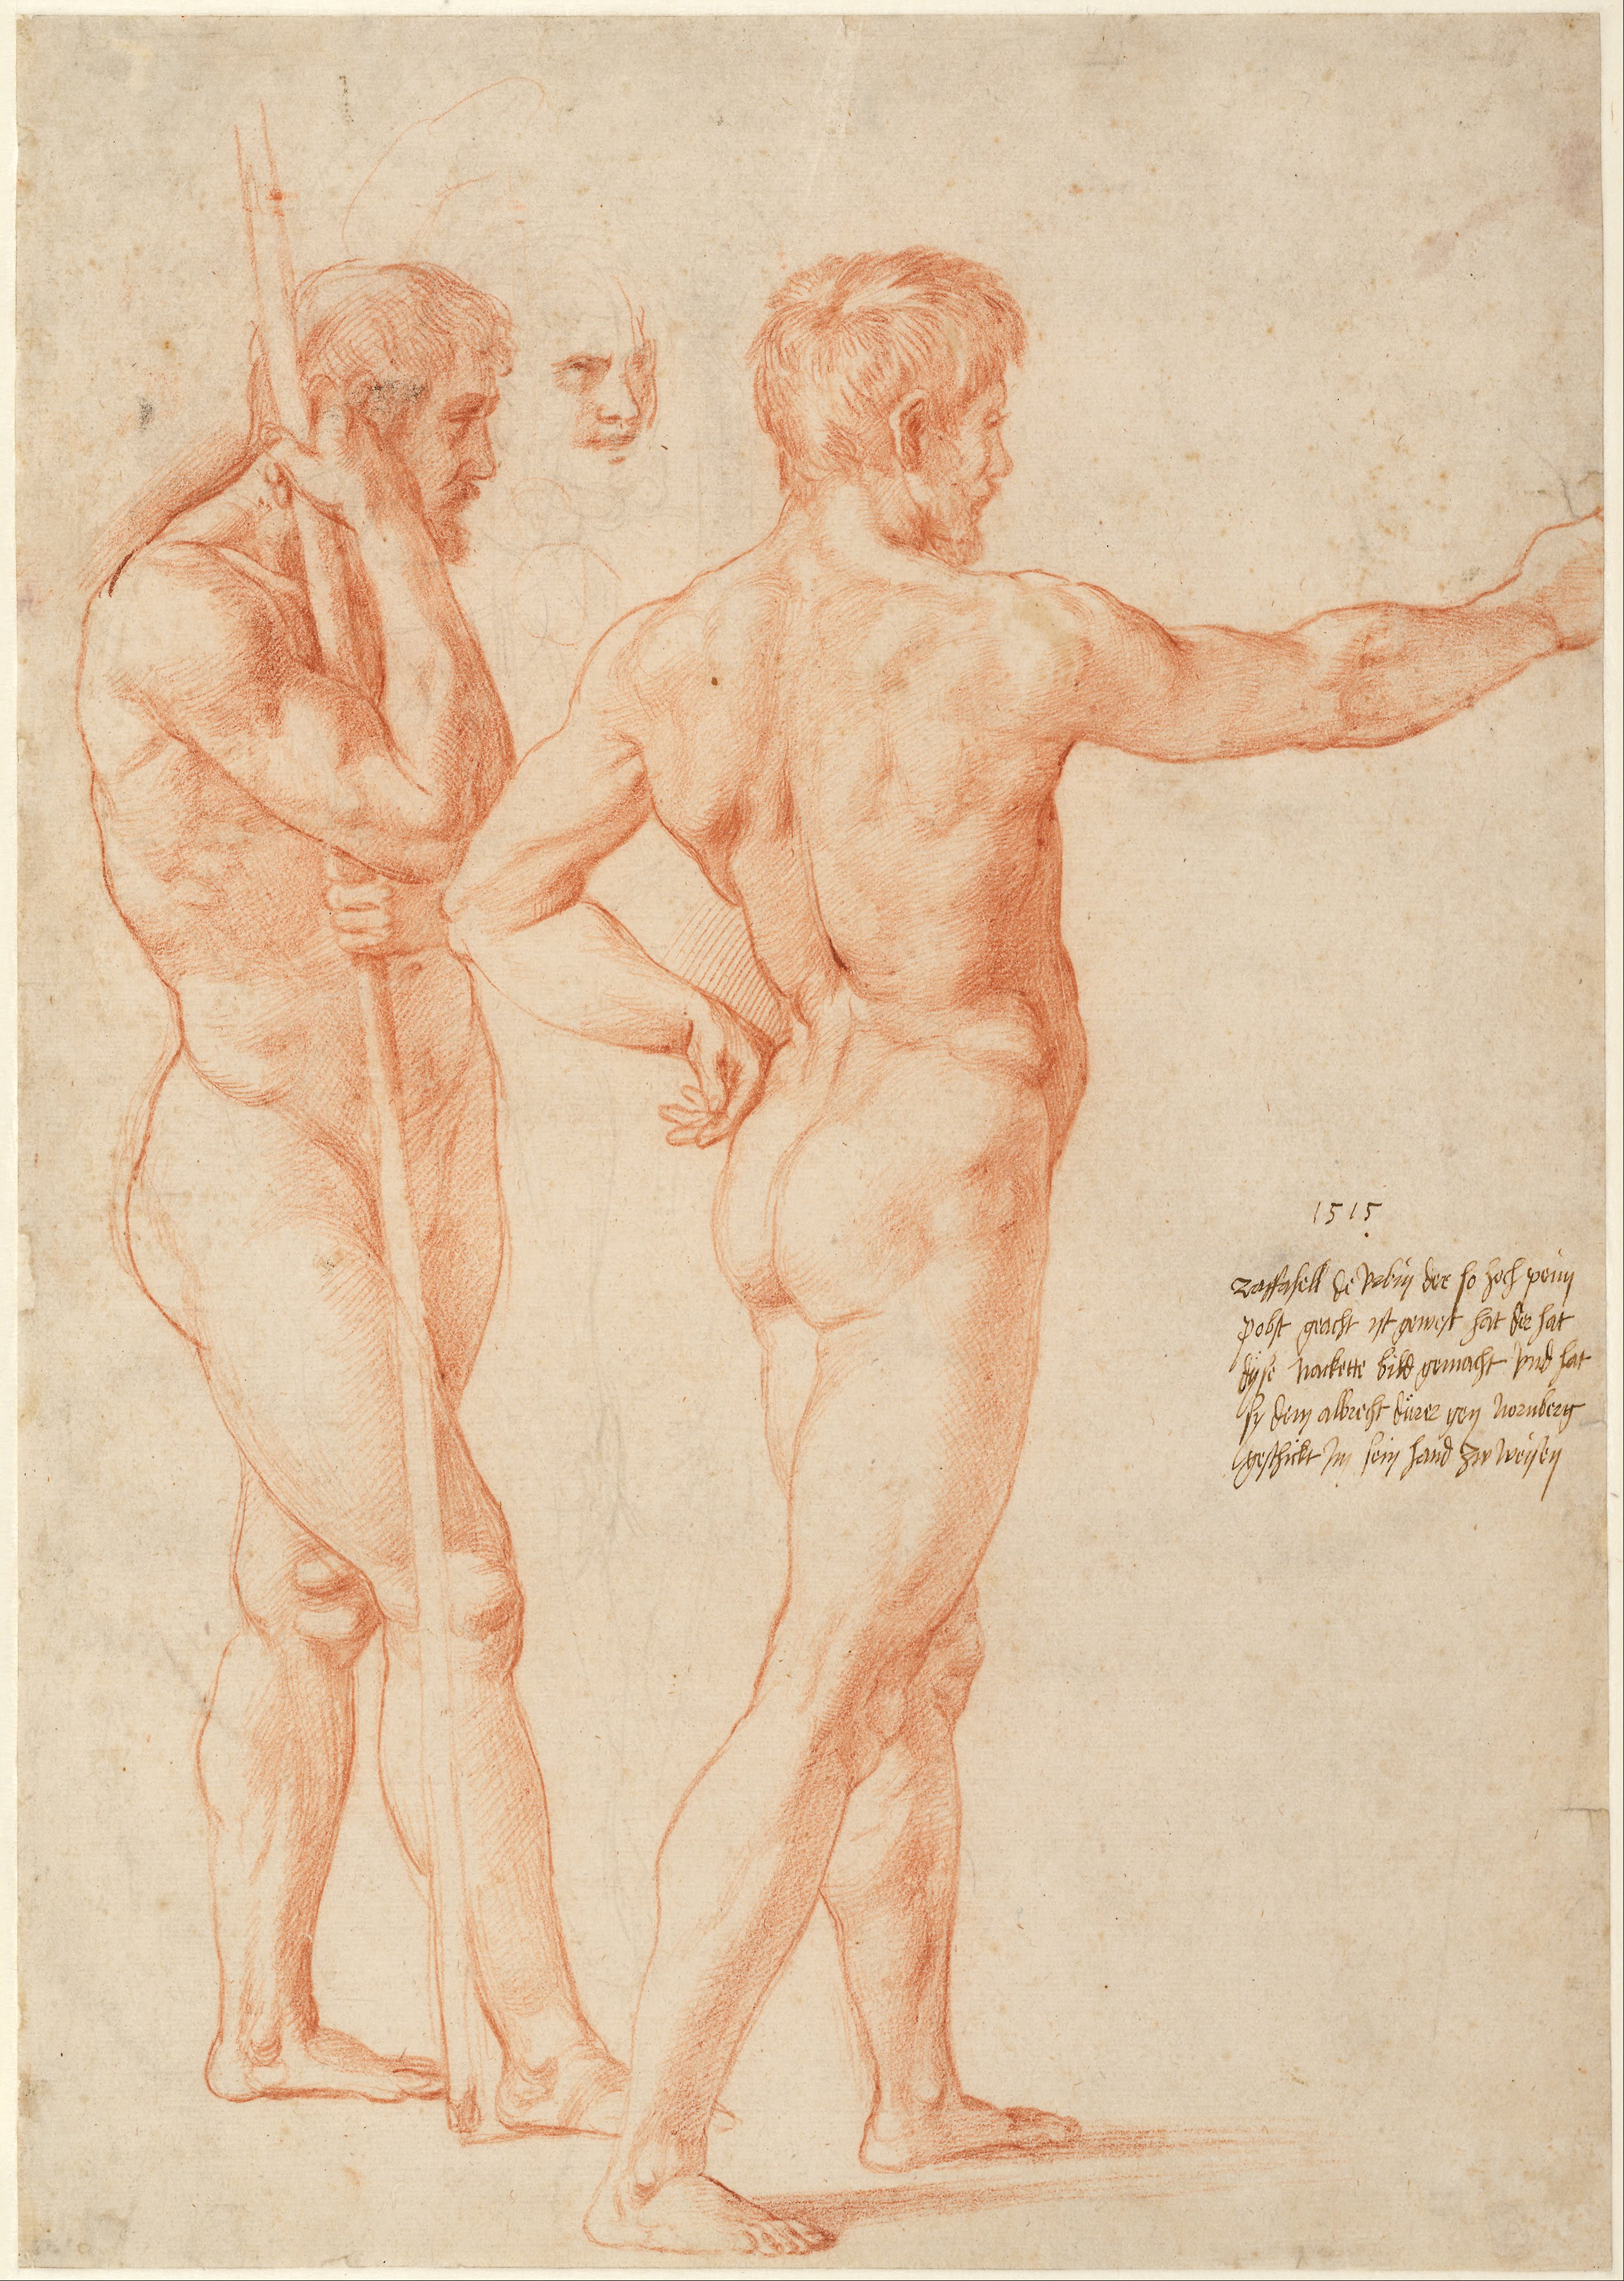 1515
Raffahell de Vrbin der so hoch peim
pobst geacht ist gewest hat der hat
dyse nackette bild gemacht vnd hat
sy dem albrecht dürer gen Nornberg
geschickt Im sein hand zw weisen